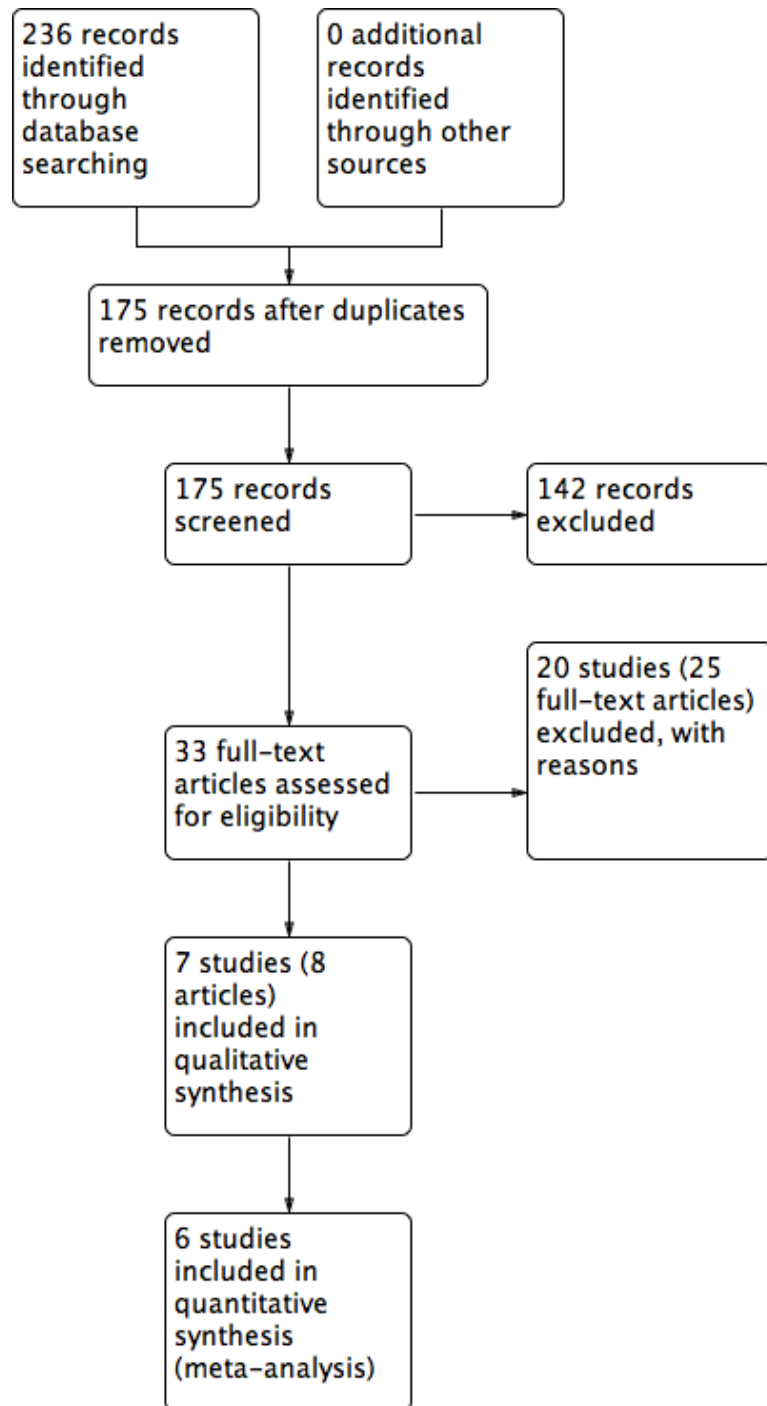 236 records
identified
through
database
searching
0 additional
records
identified
through other
sources
175 records after duplicates
removed
175 records
screened
142 records
excluded
20 studies (25
full-text articles)
excluded, with
reasons
33 full-text
articles assessed
for eligibility
7 studies (8
articles)
included in
qualitative
synthesis
6 studies
included in
quantitative
synthesis
(meta-analysis)